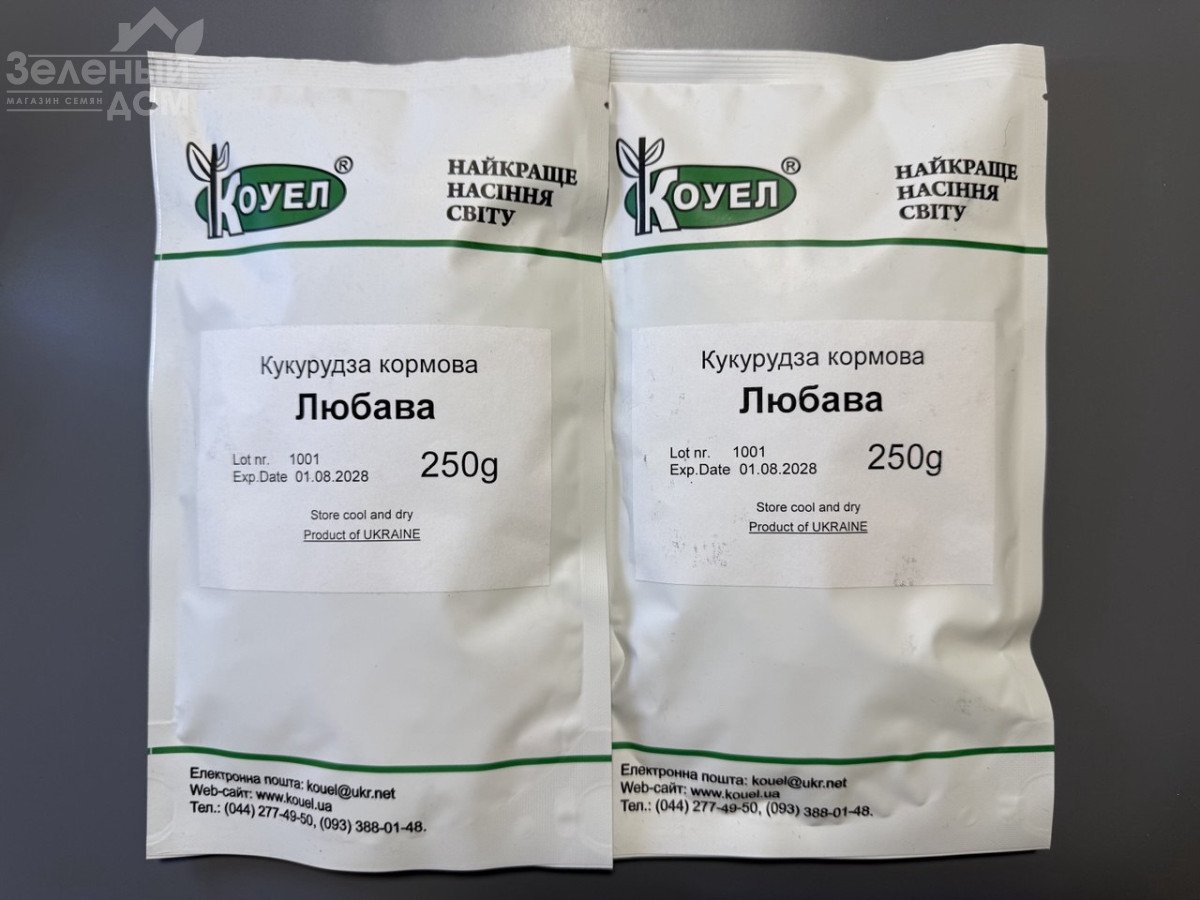 Зеленый
МАГАЗИН СЕМЯН ДОМ
КОУЕЛ®
НАЙКРАЩЕ
НАСІННЯ
СВІТУ
Кукурудза кормова
Любава
Lot nr. 1001
Exp.Date 01.08.2028
250g
Store cool and dry
Product of UKRAINE
Електронна пошта: kouel@ukr.net
Web-сайт: www.kouel.ua
Тел.: (044) 277-49-50, (093) 388-01-48.
КОУЕЛ®
НАЙКРАЩЕ
НАСІННЯ
СВІТУ
Кукурудза кормова
Любава
Lot nr. 1001
Exp.Date 01.08.2028
250g
Store cool and dry
Product of UKRAINE
Електронна пошта: kouel@ukr.net
Web-сайт: www.kouel.ua
Тел.: (044) 277-49-50, (093) 388-01-48.